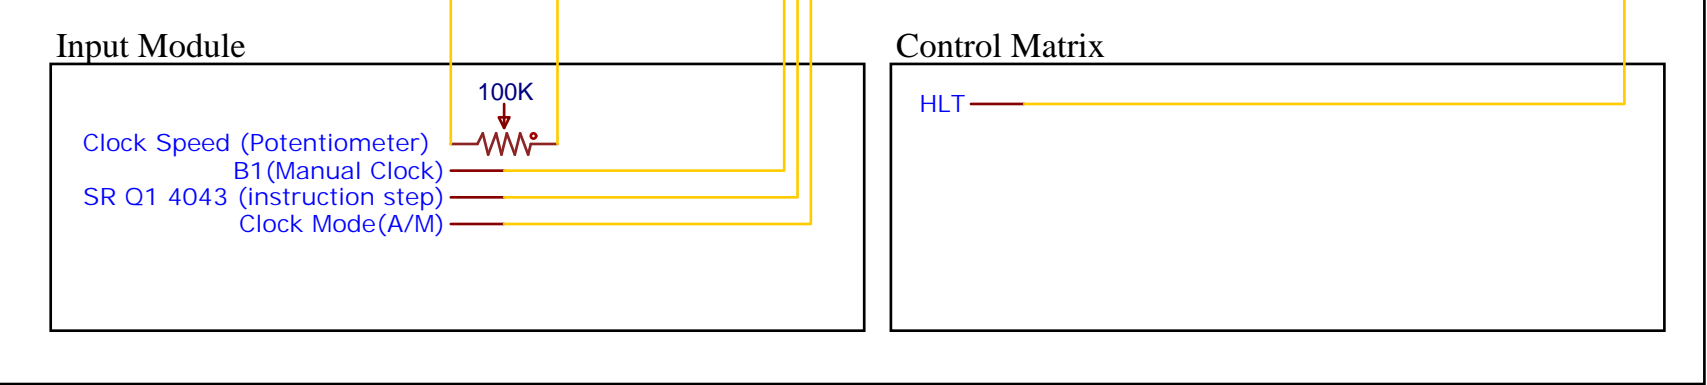 Input Module
100K
Clock Speed (Potentiometer)
B1(Manual Clock)
SR Q1 4043 (instruction step)
Clock Mode(A/M)
Control Matrix
HLT